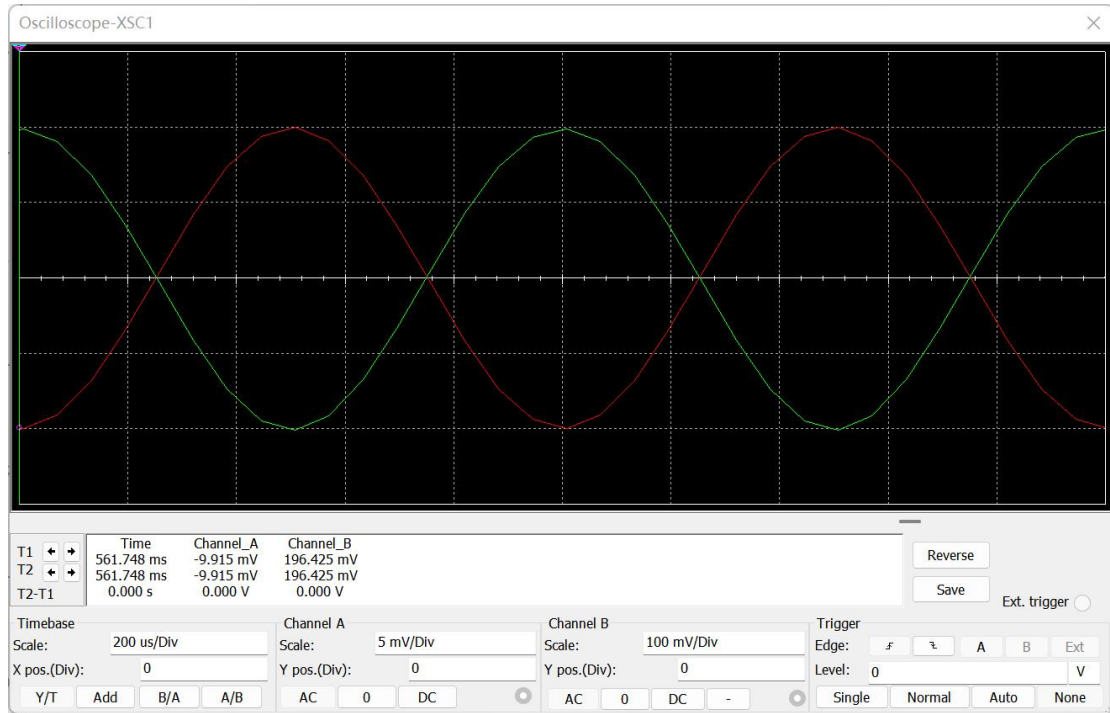 Oscilloscope-XSC1
Time Channel_A Channel_B
T1 561.748 ms -9.915 mV 196.425 mV
T2 561.748 ms -9.915 mV 196.425 mV
T2-T1 0.000 s 0.000 V 0.000 V
Reverse
Save
Ext. trigger
Timebase
Scale: 200 us/Div
X pos.(Div): 0
Y/T Add B/A A/B
Channel A
Scale: 5 mV/Div
Y pos.(Div): 0
AC 0 DC
Channel B
Scale: 100 mV/Div
Y pos.(Div): 0
AC 0 DC -
Trigger
Edge: A B Ext
Level: 0 V
Single Normal Auto None